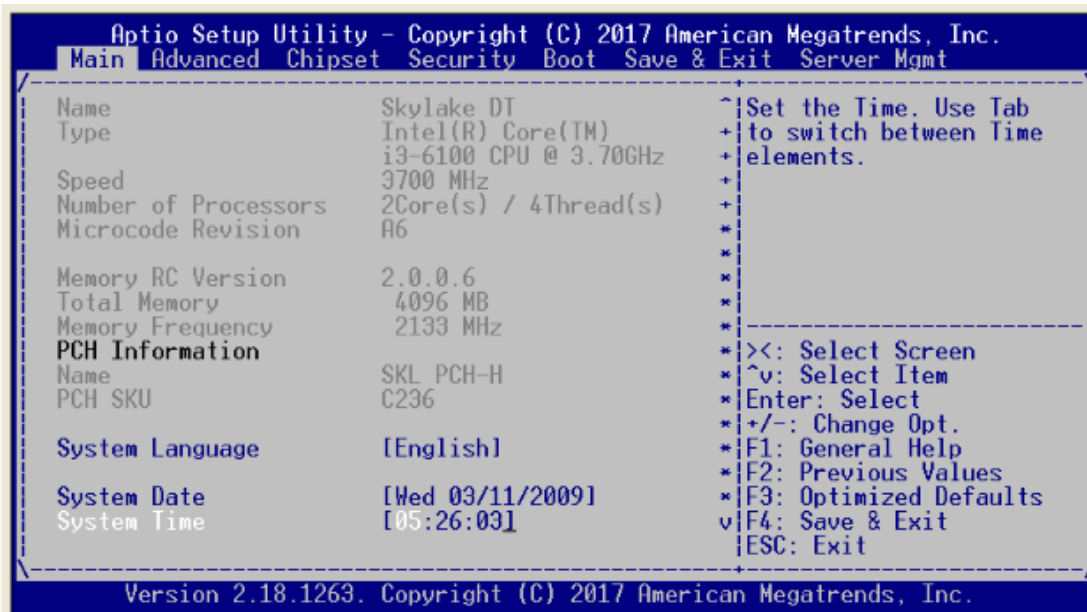 Aptio Setup Utility - Copyright (C) 2017 American Megatrends, Inc.
Main Advanced Chipset Security Boot Save & Exit Server Mgmt
Name Skylake DT ^|Set the Time. Use Tab
Type Intel(R) Core(TM) +|to switch between Time
i3-6100 CPU @ 3.70GHz +|elements.
Speed 3700 MHz +|
Number of Processors 2Core(s) / 4Thread(s) +|
Microcode Revision A6 *|
*|
Memory RC Version 2.0.0.6 *|
Total Memory 4096 MB *|
Memory Frequency 2133 MHz *|
PCH Information *|><: Select Screen
Name SKL PCH-H *|^v: Select Item
PCH SKU C236 *|Enter: Select
*|+/-: Change Opt.
System Language [English] *|F1: General Help
*|F2: Previous Values
System Date [Wed 03/11/2009] *|F3: Optimized Defaults
System Time [05:26:03] v|F4: Save & Exit
|ESC: Exit
Version 2.18.1263. Copyright (C) 2017 American Megatrends, Inc.